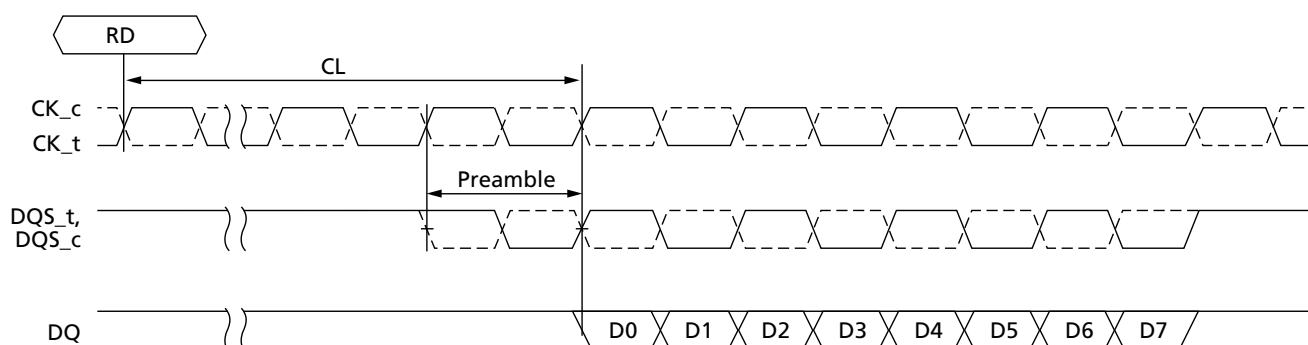 RD
CL
CK_c
CK_t
Preamble
DQS_t,
DQS_c
DQ
D0 D1 D2 D3 D4 D5 D6 D7